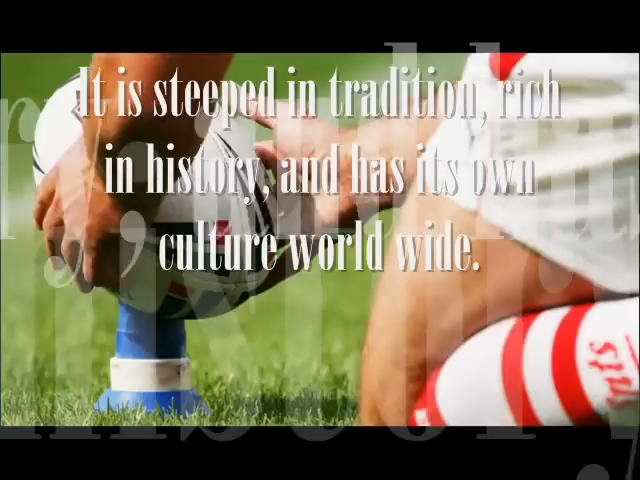 It is steeped in tradition, rich
in history, and has its own
culture world wide.